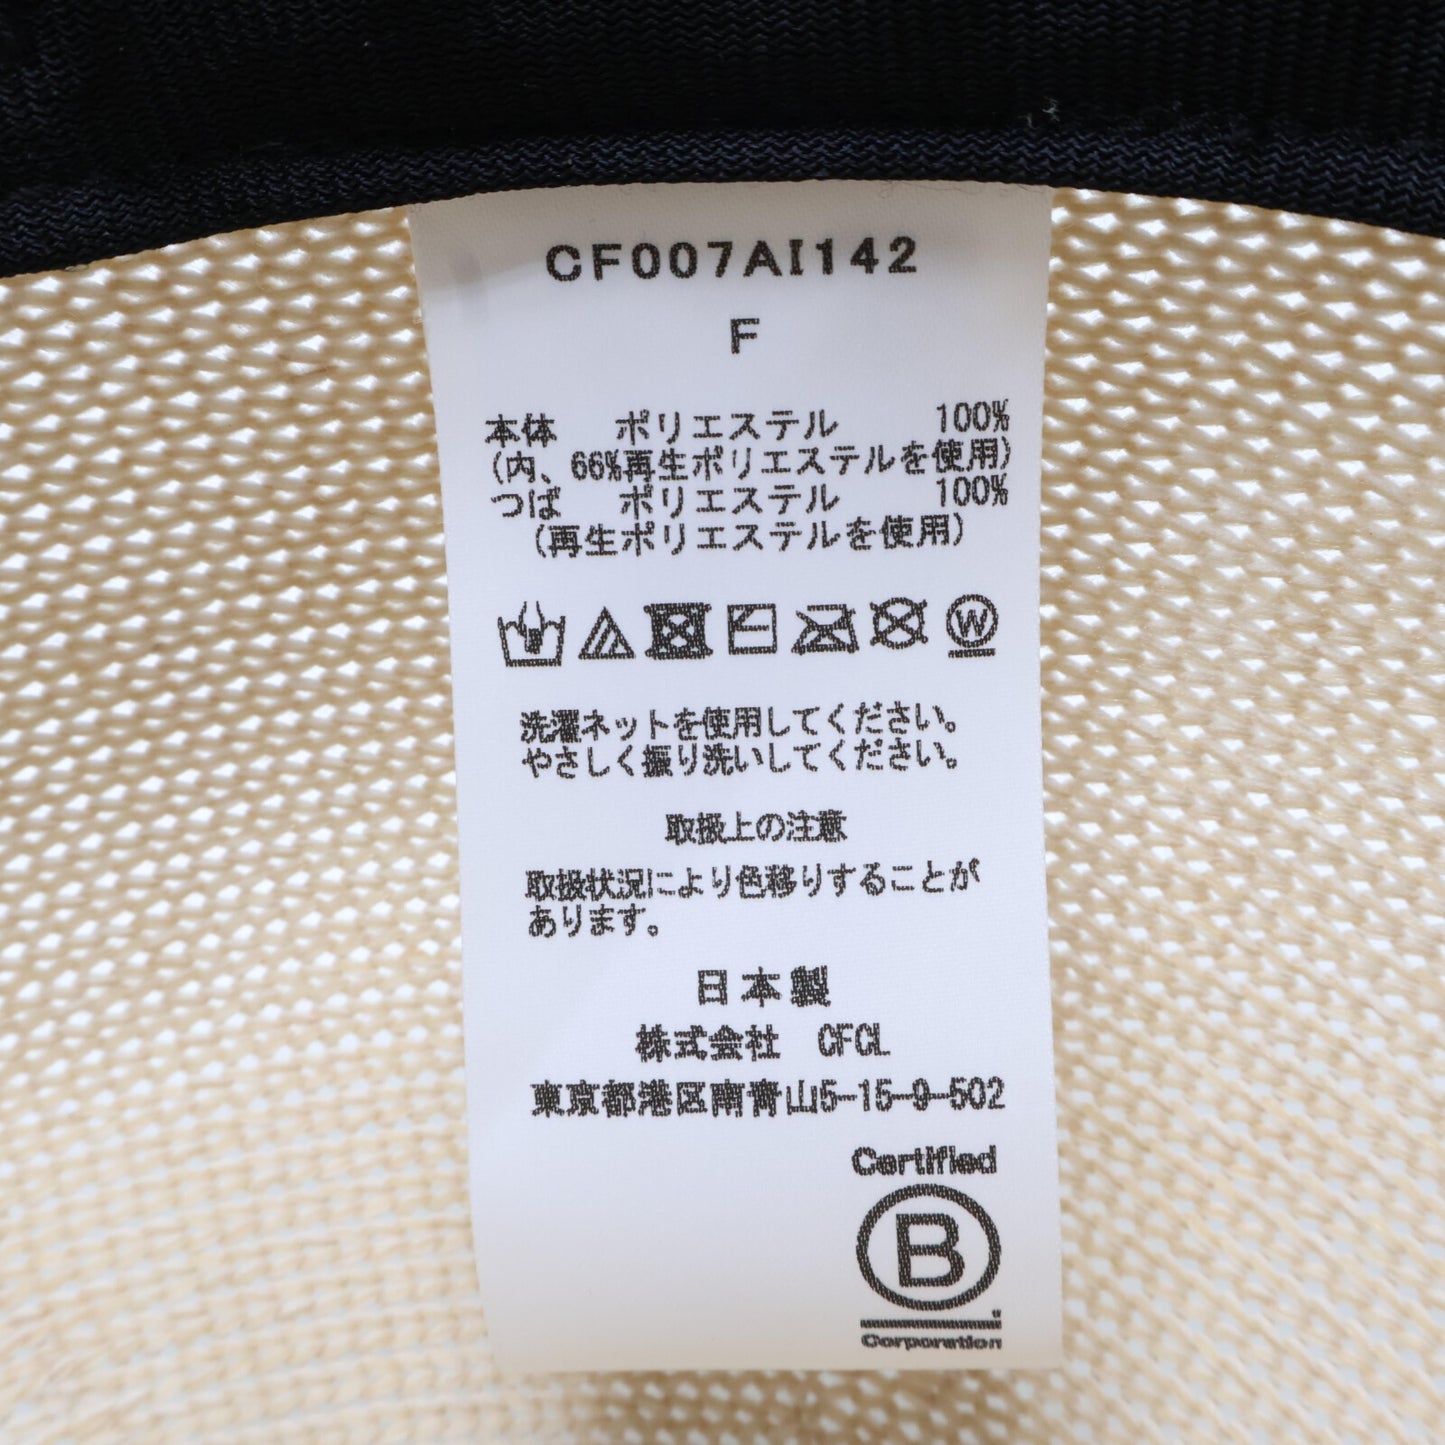 CF007AI142
F
本体　ポリエステル　100%
(内、66%再生ポリエステルを使用)
つば　ポリエステル　100%
(再生ポリエステルを使用)
W
洗濯ネットを使用してください。
やさしく振り洗いしてください。
取扱上の注意
取扱状況により色移りすることが
あります。
日本製
株式会社　CFCL
東京都港区南青山5-15-9-502
Certified
B
Corporation